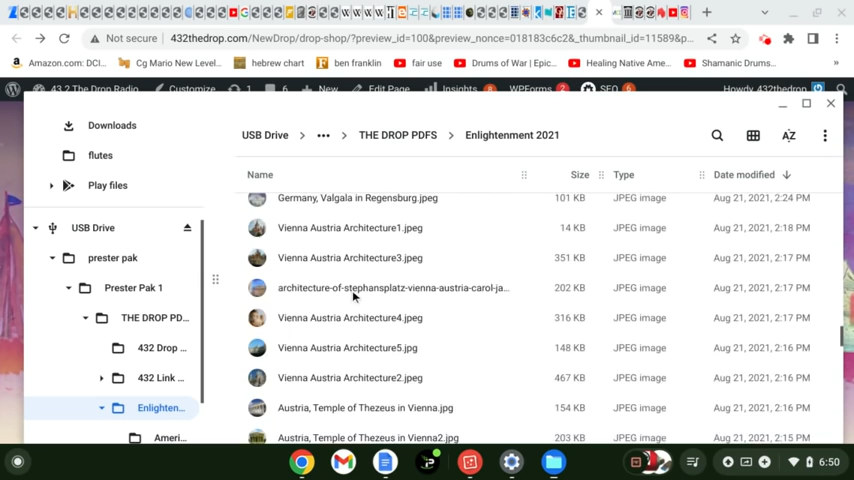 Not secure 432thedrop.com/NewDrop/drop-shop/?preview_id=100&preview_nonce=018183c6c2&_thumbnail_id=11589&p...
Amazon.com: DCI... Cg Mario New Level... hebrew chart ben franklin fair use Drums of War | Epic... Healing Native Ame... Shamanic Drums...
43.2 The Drop Radio Customize 1 6 New Edit Page Insights 8 WPForms 2 SEO 6 Howdy, 432thedrop
Downloads
flutes
Play files
USB Drive
prester pak
Prester Pak 1
THE DROP PD...
432 Drop ...
432 Link ...
Enlighten...
Ameri...
USB Drive > ... > THE DROP PDFS > Enlightenment 2021
AZ
Name Size Type Date modified
Germany, Valgala in Regensburg.jpeg 101 KB JPEG image Aug 21, 2021, 2:24 PM
Vienna Austria Architecture1.jpeg 14 KB JPEG image Aug 21, 2021, 2:18 PM
Vienna Austria Architecture3.jpeg 351 KB JPEG image Aug 21, 2021, 2:17 PM
architecture-of-stephansplatz-vienna-austria-carol-ja... 202 KB JPEG image Aug 21, 2021, 2:17 PM
Vienna Austria Architecture4.jpeg 316 KB JPEG image Aug 21, 2021, 2:17 PM
Vienna Austria Architecture5.jpg 148 KB JPEG image Aug 21, 2021, 2:16 PM
Vienna Austria Architecture2.jpeg 467 KB JPEG image Aug 21, 2021, 2:16 PM
Austria, Temple of Thezeus in Vienna.jpg 154 KB JPEG image Aug 21, 2021, 2:16 PM
Austria, Temple of Thezeus in Vienna2.jpg 203 KB JPEG image Aug 21, 2021, 2:15 PM
6:50